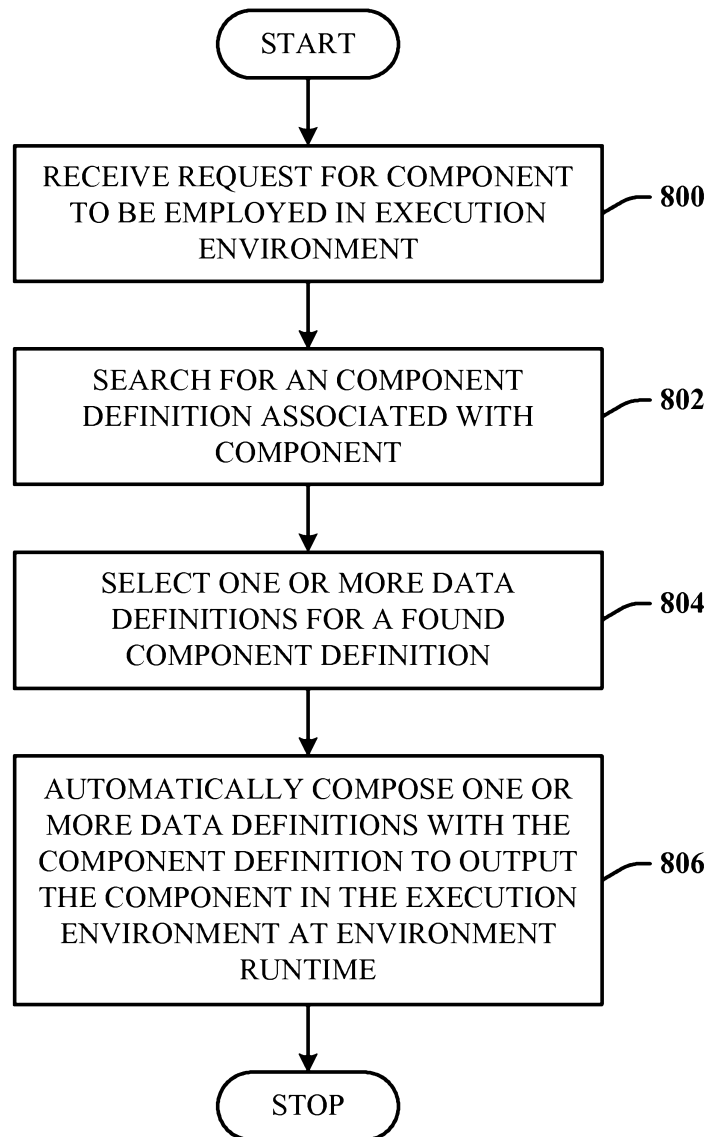 START
RECEIVE REQUEST FOR COMPONENT
TO BE EMPLOYED IN EXECUTION
ENVIRONMENT
800
SEARCH FOR AN COMPONENT
DEFINITION ASSOCIATED WITH
COMPONENT
802
SELECT ONE OR MORE DATA
DEFINITIONS FOR A FOUND
COMPONENT DEFINITION
804
AUTOMATICALLY COMPOSE ONE OR
MORE DATA DEFINITIONS WITH THE
COMPONENT DEFINITION TO OUTPUT
THE COMPONENT IN THE EXECUTION
ENVIRONMENT AT ENVIRONMENT
RUNTIME
806
STOP